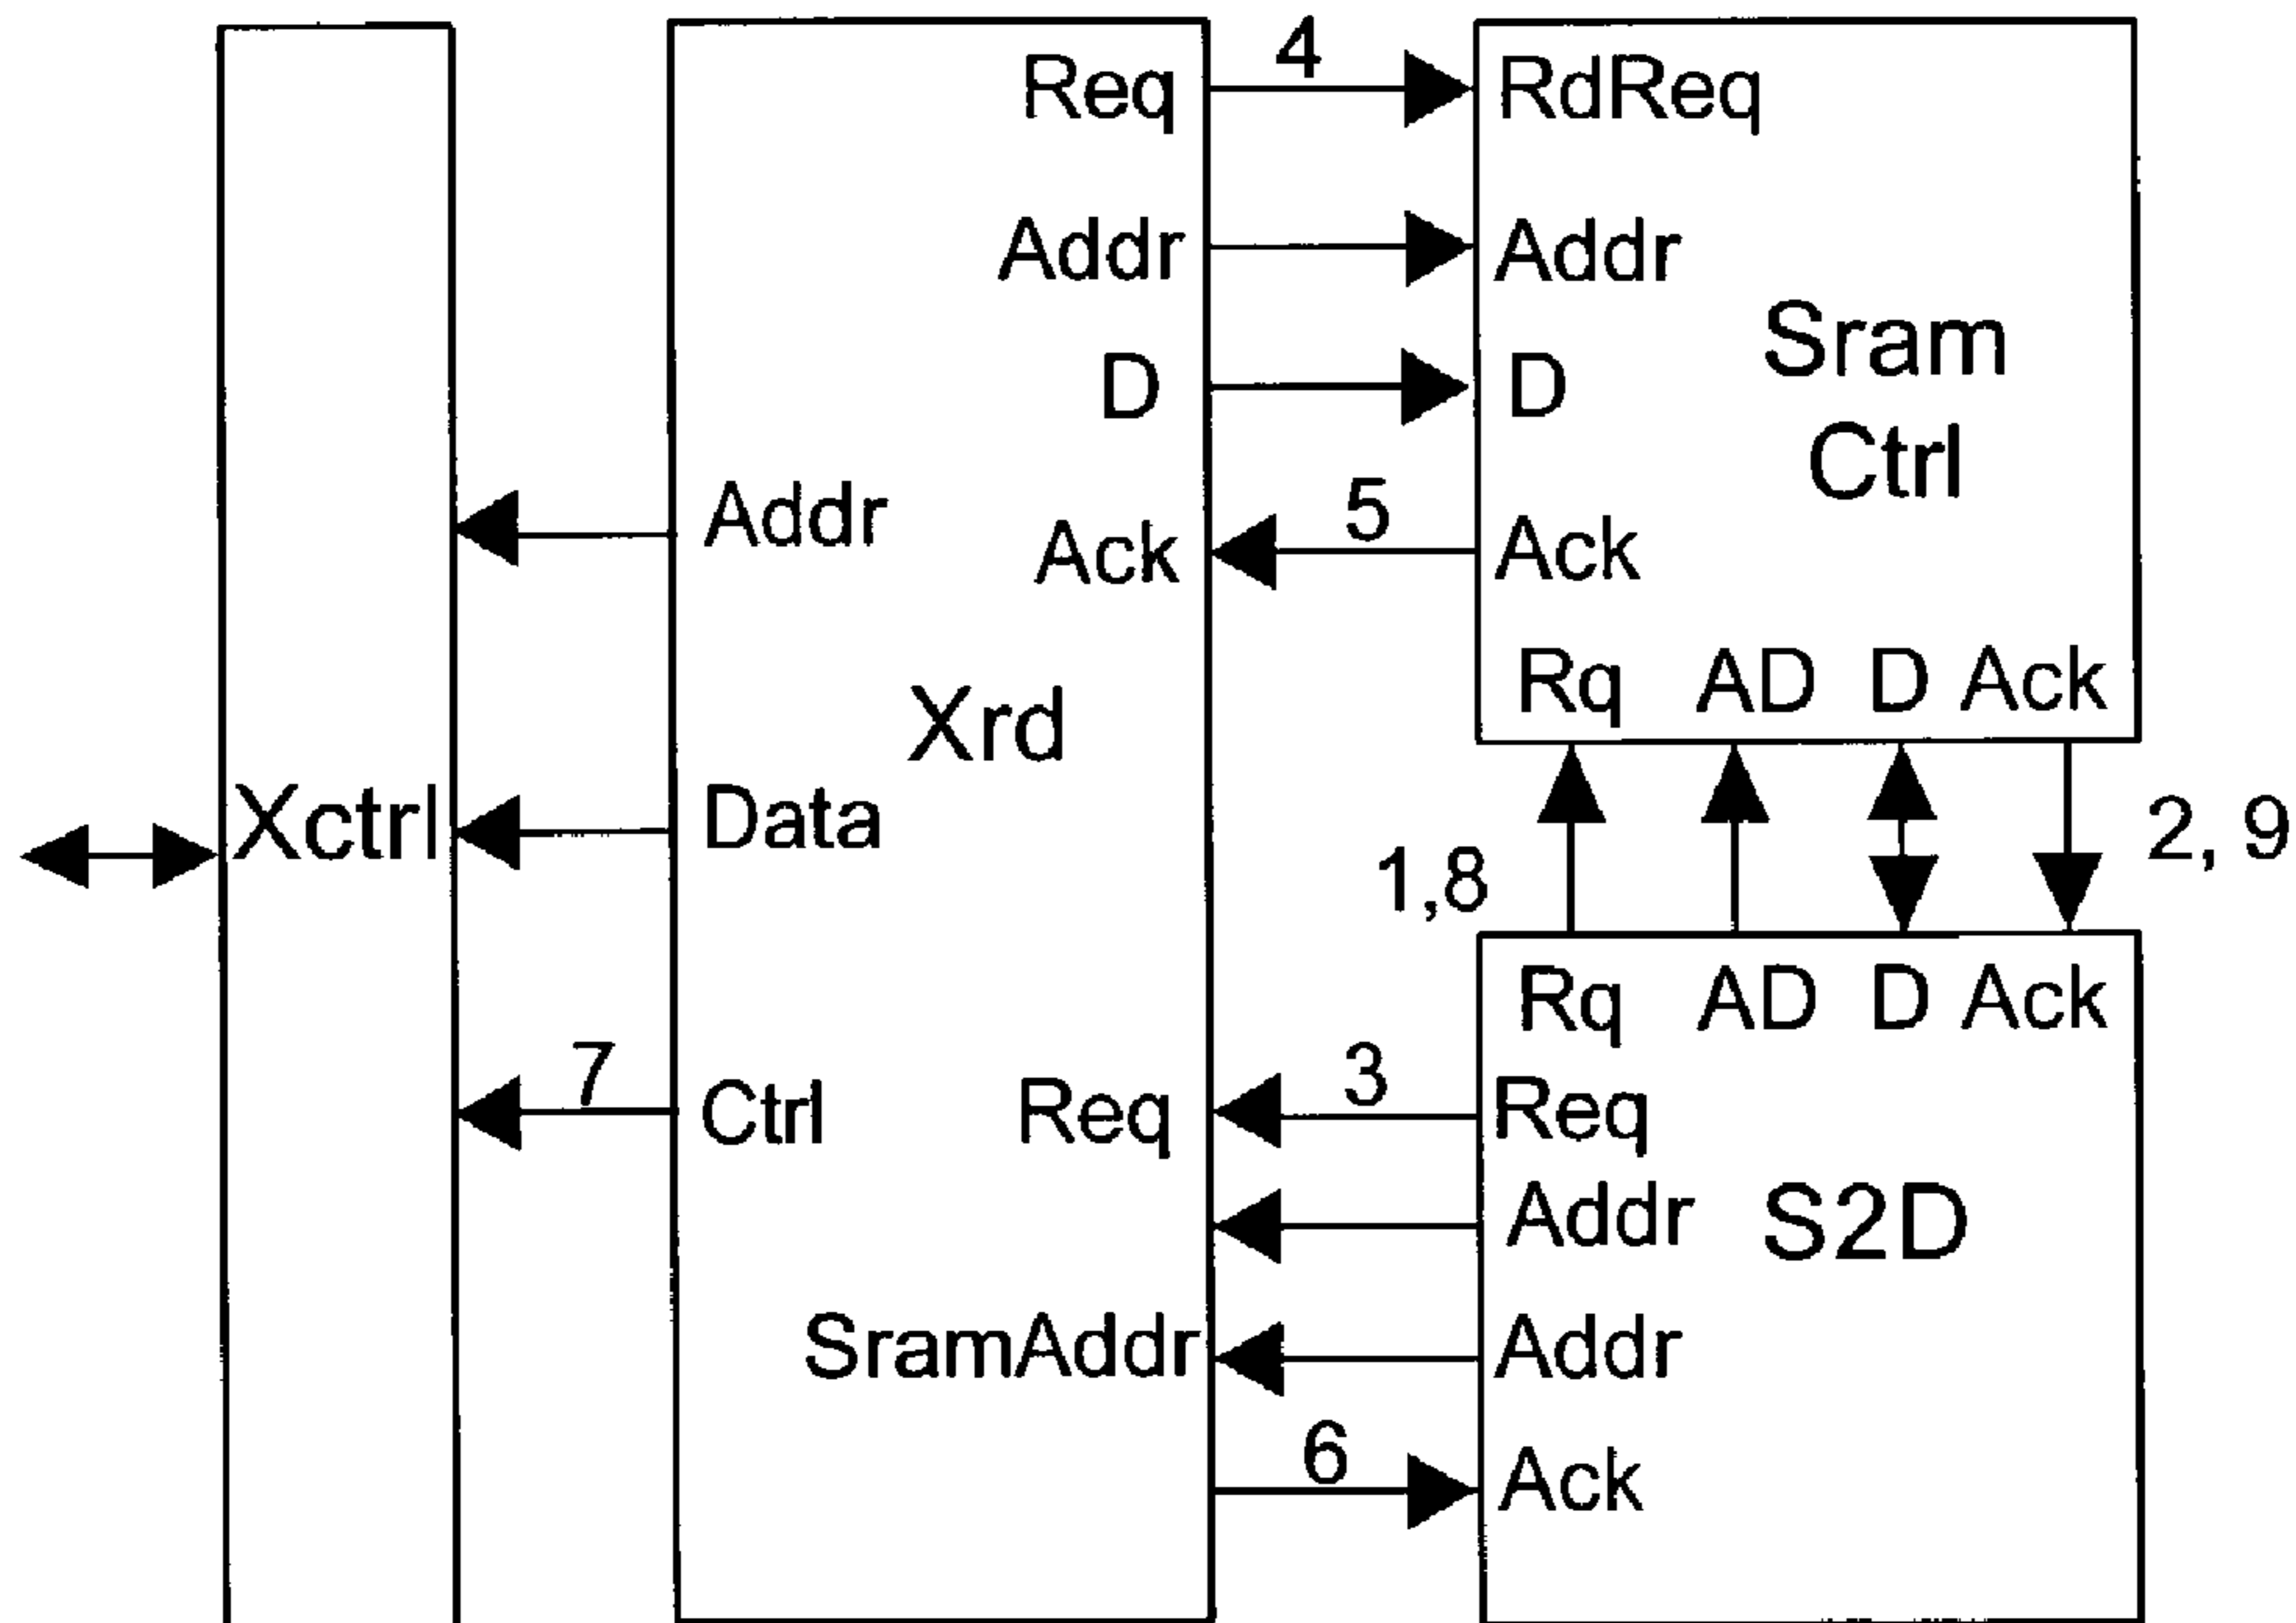 Req 4 RdReq
Addr Addr
D D
Sram
Ctrl
Addr Ack 5 Ack
Rq AD D Ack
Xrd
Xctrl Data 1,8 2, 9
Rq AD D Ack
7 Ctrl Req 3 Req
Addr S2D
SramAddr Addr
6 Ack